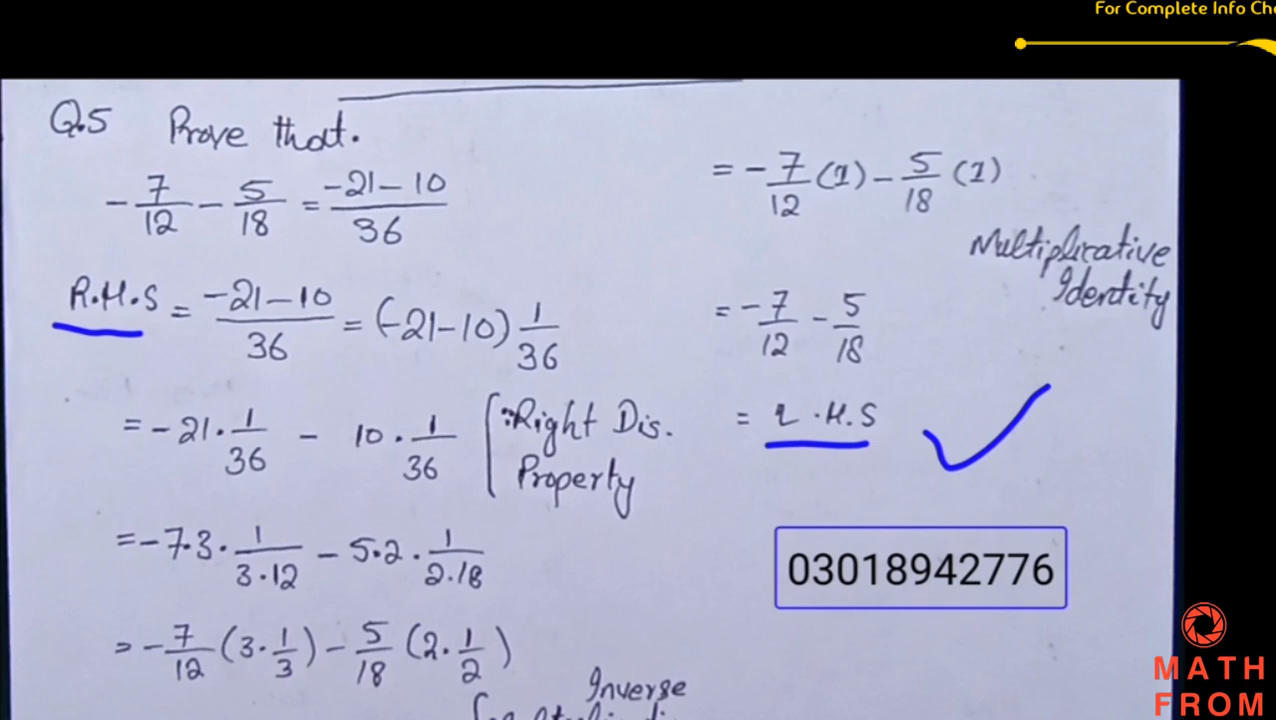 For Complete Info Che
Q.5 Prove that.
-7/12 - 5/18 = -21-10/36
R.H.S = -21-10/36 = (-21-10) 1/36
= -21 . 1/36 - 10 . 1/36 [∵Right Dis.
Property
= -7.3 . 1/3.12 - 5.2 . 1/2.18
= -7/12 (3 . 1/3) - 5/18 (2 . 1/2)
Inverse
= -7/12 (1) - 5/18 (1)
Multiplicative
Identity
= -7/12 - 5/18
= L.H.S
03018942776
MATH
FROM